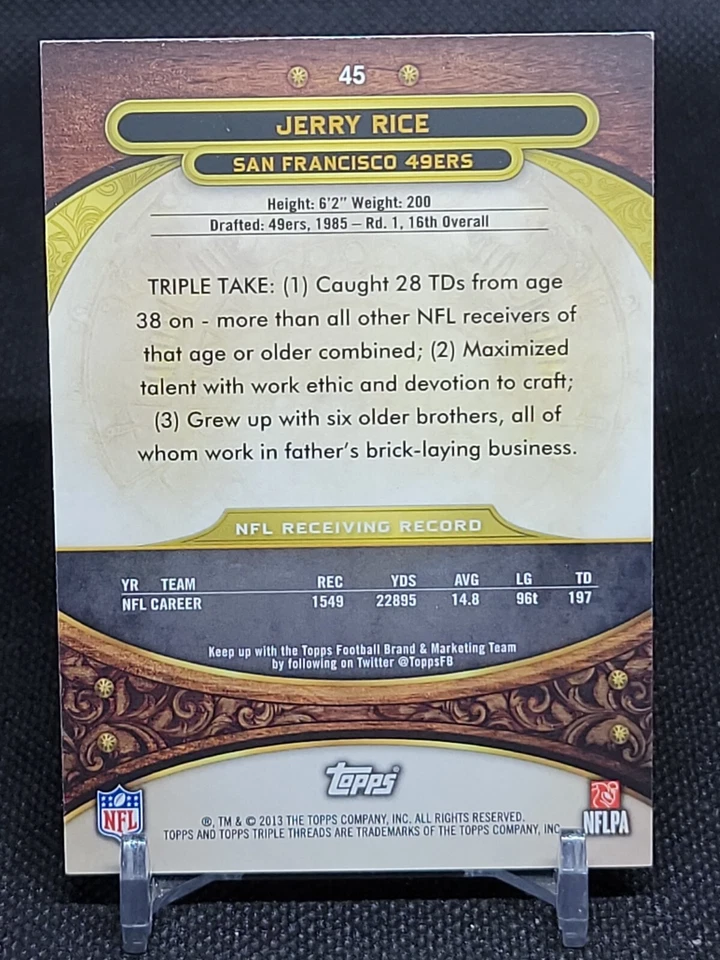 45
JERRY RICE
SAN FRANCISCO 49ERS
Height: 6'2" Weight: 200
Drafted: 49ers, 1985 – Rd. 1, 16th Overall
TRIPLE TAKE: (1) Caught 28 TDs from age
38 on - more than all other NFL receivers of
that age or older combined; (2) Maximized
talent with work ethic and devotion to craft;
(3) Grew up with six older brothers, all of
whom work in father's brick-laying business.
NFL RECEIVING RECORD
YR TEAM REC YDS AVG LG TD
NFL CAREER 1549 22895 14.8 96t 197
Keep up with the Topps Football Brand & Marketing Team
by following on Twitter @ToppsFB
topps®
®, TM & © 2013 THE TOPPS COMPANY, INC. ALL RIGHTS RESERVED.
TOPPS AND TOPPS TRIPLE THREADS ARE TRADEMARKS OF THE TOPPS COMPANY, INC
NFL
NFLPA